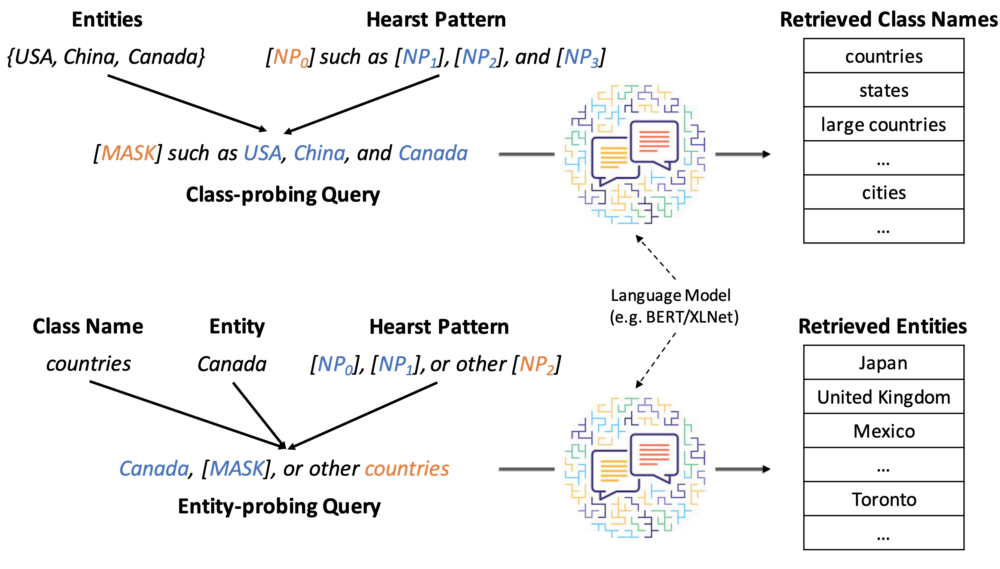 Entities
Hearst Pattern
Retrieved Class Names
{USA, China, Canada}
[NP0] such as [NP1], [NP2], and [NP3]
countries
states
large countries
...
cities
...
[MASK] such as USA, China, and Canada
Class-probing Query
Language Model
(e.g. BERT/XLNet)
Class Name
Entity
Hearst Pattern
Retrieved Entities
countries
Canada
[NP0], [NP1], or other [NP2]
Japan
United Kingdom
Mexico
...
Toronto
...
Canada, [MASK], or other countries
Entity-probing Query